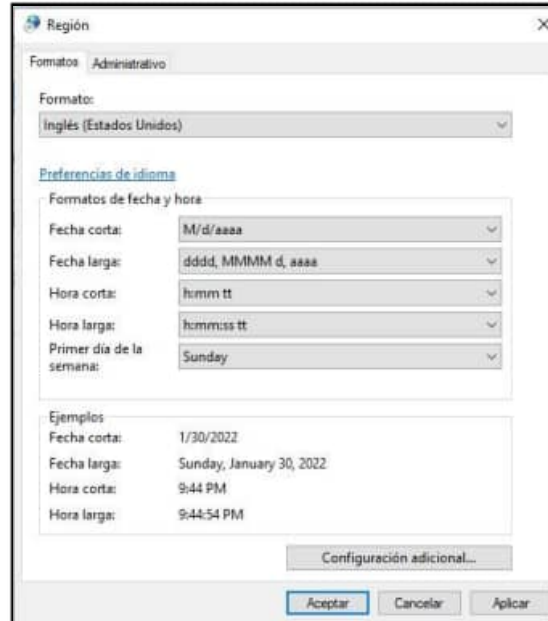 Región
Formatos Administrativo
Formato:
Inglés (Estados Unidos)
Preferencias de idioma
Formatos de fecha y hora
Fecha corta: M/d/aaaa
Fecha larga: dddd, MMMM d, aaaa
Hora corta: h:mm tt
Hora larga: h:mm:ss tt
Primer día de la
semana: Sunday
Ejemplos
Fecha corta: 1/30/2022
Fecha larga: Sunday, January 30, 2022
Hora corta: 9:44 PM
Hora larga: 9:44:54 PM
Configuración adicional...
Aceptar Cancelar Aplicar